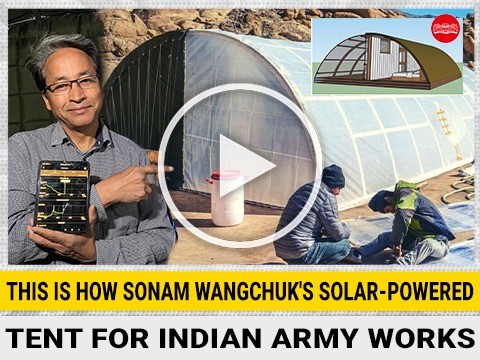 THIS IS HOW SONAM WANGCHUK'S SOLAR-POWERED
TENT FOR INDIAN ARMY WORKS